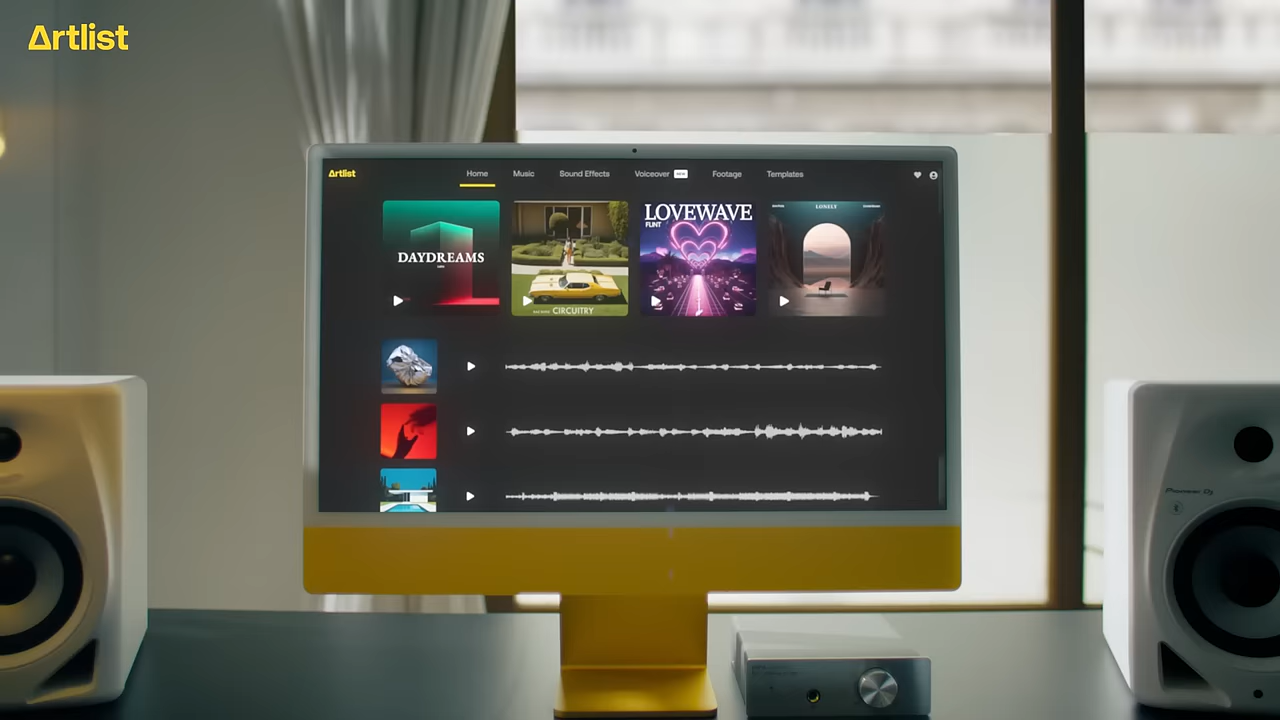 Artlist
Artlist
Home
Music
Sound Effects
Voiceover
NEW
Footage
Templates
DAYDREAMS
CIRCUITRY
LOVEWAVE
FLINT
LONELY
Pioneer Dj